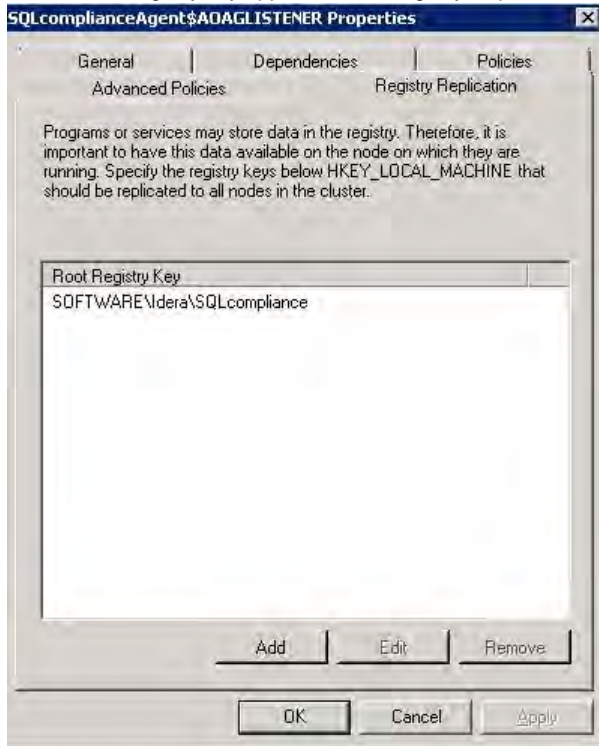 SQLcomplianceAgent$AOAGLISTENER Properties
General
Dependencies
Policies
Advanced Policies
Registry Replication
Programs or services may store data in the registry. Therefore, it is
important to have this data available on the node on which they are
running. Specify the registry keys below HKEY_LOCAL_MACHINE that
should be replicated to all nodes in the cluster.
Root Registry Key
SOFTWARE\Idera\SQLcompliance
Add
Edit
Remove
OK
Cancel
Apply